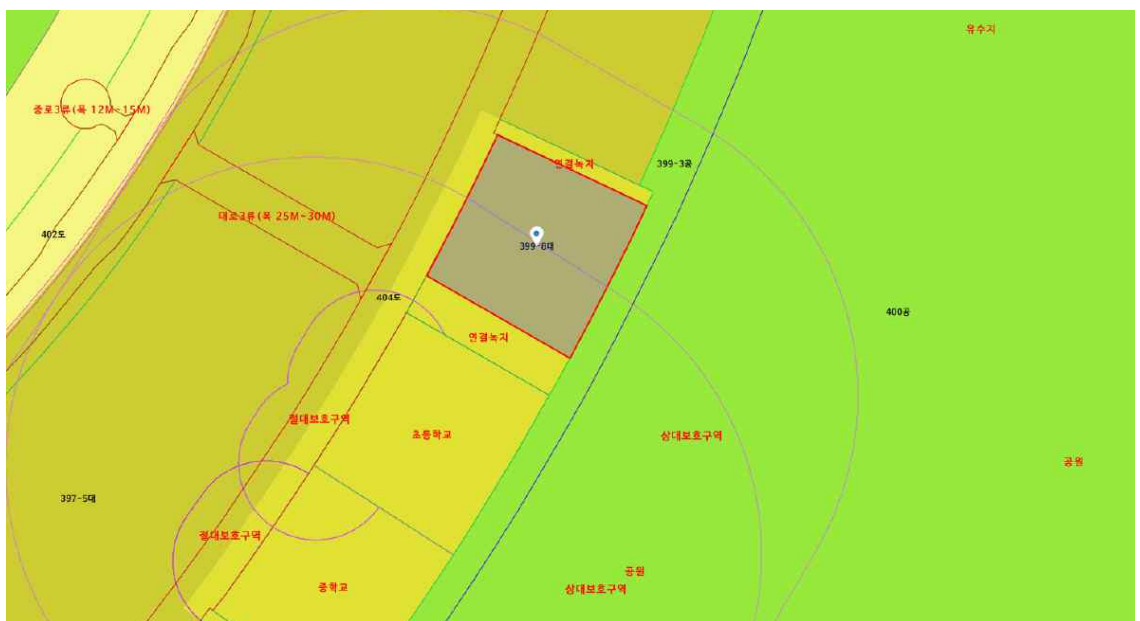 유수지
중로3류(폭 12M~15M)
연결녹지
399-3공
대로3류(폭 25M~30M)
402도
399-8대
404도
400공
연결녹지
절대보호구역
초등학교
상대보호구역
공원
397-5대
절대보호구역
공원
중학교
상대보호구역